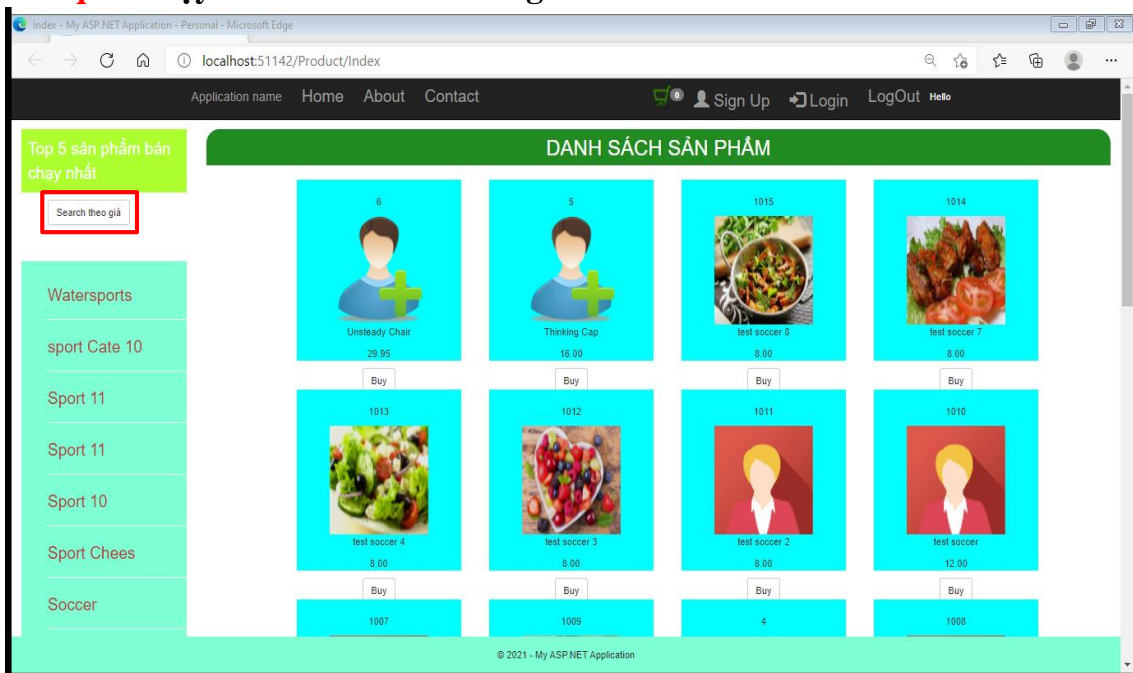 Index - My ASP.NET Application - Personal - Microsoft Edge
localhost:51142/Product/Index
Application name Home About Contact 0 Sign Up Login LogOut Hello
Top 5 sản phẩm bán
chạy nhất
Search theo giá
Watersports
sport Cate 10
Sport 11
Sport 11
Sport 10
Sport Chees
Soccer
DANH SÁCH SẢN PHẨM
6 5 1015 1014
Unsteady Chair Thinking Cap test soccer 8 test soccer 7
29.95 16.00 8.00 8.00
Buy Buy Buy Buy
1013 1012 1011 1010
test soccer 4 test soccer 3 test soccer 2 test soccer
8.00 8.00 8.00 12.00
Buy Buy Buy Buy
1007 1009 4 1008
© 2021 - My ASP.NET Application